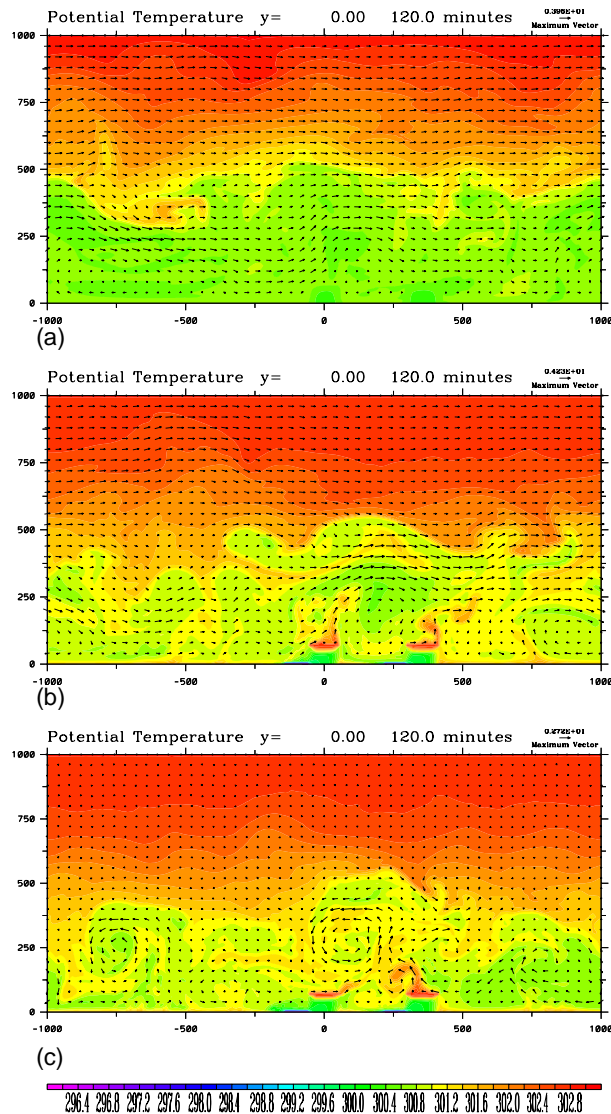 Potential Temperature y= 0.00 120.0 minutes
0.396E+01
Maximum Vector
1000
750
500
250
0
-1000 -500 0 500 1000
(a)
Potential Temperature y= 0.00 120.0 minutes
0.423E+01
Maximum Vector
1000
750
500
250
0
-1000 -500 0 500 1000
(b)
Potential Temperature y= 0.00 120.0 minutes
0.272E+01
Maximum Vector
1000
750
500
250
0
-1000 -500 0 500 1000
(c)
296.4 296.8 297.2 297.6 298.0 298.4 298.8 299.2 299.6 300.0 300.4 300.8 301.2 301.6 302.0 302.4 302.8